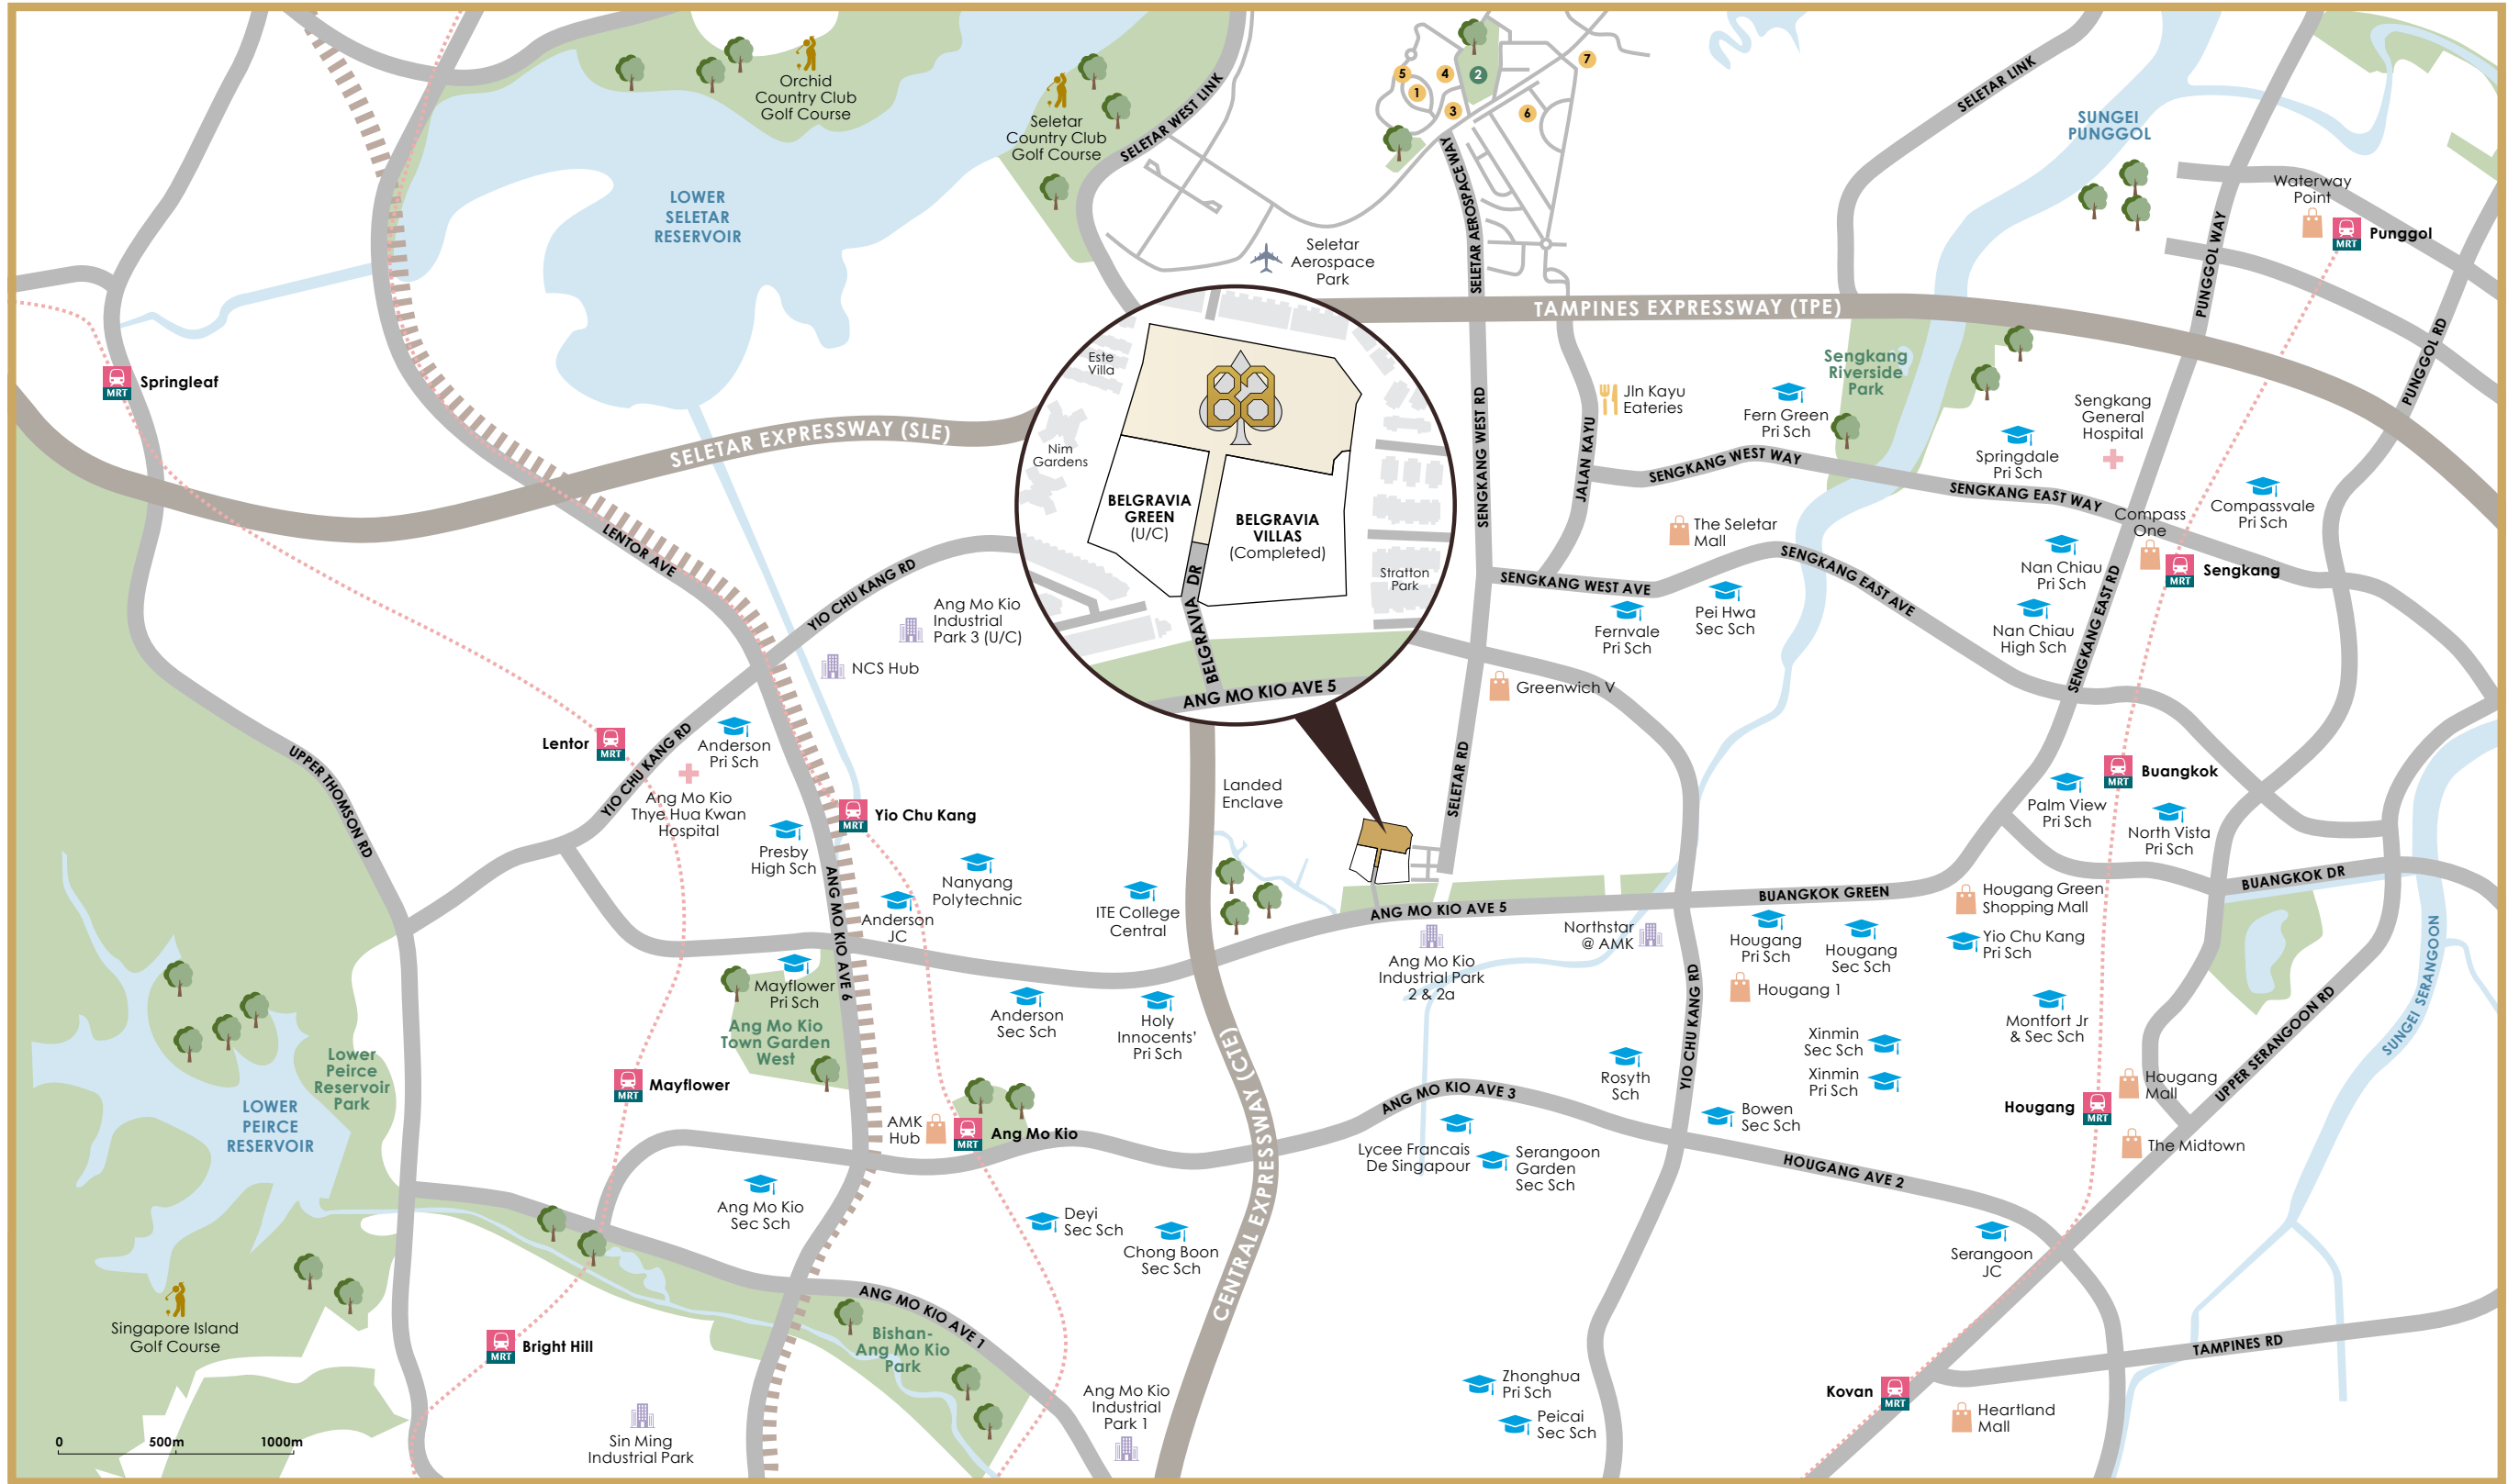 Orchid
Country Club
Golf Course
Seletar
Country Club
Golf Course
SELETAR WEST LINK
5
4
2
7
1
3
6
SELETAR LINK
SUNGEI
PUNGGOL
LOWER
SELETAR
RESERVOIR
Seletar
Aerospace
Park
SELETAR AEROSPACE WAY
Waterway
Point
MRT
Punggol
PUNGGOL WAY
TAMPINES EXPRESSWAY (TPE)
PUNGGOL RD
MRT
Springleaf
SELETAR EXPRESSWAY (SLE)
Este
Villa
Nim
Gardens
BELGRAVIA
GREEN
(U/C)
BELGRAVIA
VILLAS
(Completed)
Stratton
Park
BELGRAVIA DR
ANG MO KIO AVE 5
SENGKANG WEST RD
JALAN KAYU
Jln Kayu
Eateries
Fern Green
Pri Sch
Sengkang
Riverside
Park
Springdale
Pri Sch
Sengkang
General
Hospital
SENGKANG WEST WAY
SENGKANG EAST WAY
Compassvale
Pri Sch
Compass
One
The Seletar
Mall
Nan Chiau
Pri Sch
MRT
Sengkang
SENGKANG WEST AVE
SENGKANG EAST AVE
Fernvale
Pri Sch
Pei Hwa
Sec Sch
Nan Chiau
High Sch
SENGKANG EAST RD
LENTOR AVE
YIO CHU KANG RD
Ang Mo Kio
Industrial
Park 3 (U/C)
NCS Hub
Greenwich V
Lentor
MRT
YIO CHU KANG RD
Anderson
Pri Sch
Ang Mo Kio
Thye Hua Kwan
Hospital
UPPER THOMSON RD
Presby
High Sch
MRT
Yio Chu Kang
Landed
Enclave
SELETAR RD
MRT
Buangkok
Palm View
Pri Sch
North Vista
Pri Sch
ANG MO KIO AVE 6
Anderson
JC
Nanyang
Polytechnic
ITE College
Central
ANG MO KIO AVE 5
BUANGKOK GREEN
BUANGKOK DR
Northstar
@ AMK
Hougang
Pri Sch
Hougang
Sec Sch
Hougang Green
Shopping Mall
Yio Chu Kang
Pri Sch
Ang Mo Kio
Industrial Park
2 & 2a
Hougang 1
Mayflower
Pri Sch
Ang Mo Kio
Town Garden
West
Anderson
Sec Sch
Holy
Innocents'
Pri Sch
YIO CHU KANG RD
Montfort Jr
& Sec Sch
Xinmin
Sec Sch
Xinmin
Pri Sch
UPPER SERANGOON RD
SUNGEI SERANGOON
Lower
Peirce
Reservoir
Park
LOWER
PEIRCE
RESERVOIR
MRT
Mayflower
CENTRAL EXPRESSWAY (CTE)
ANG MO KIO AVE 3
Rosyth
Sch
Bowen
Sec Sch
Hougang
MRT
Hougang
Mall
The Midtown
AMK
Hub
MRT
Ang Mo Kio
Lycee Francais
De Singapour
Serangoon
Garden
Sec Sch
HOUGANG AVE 2
Ang Mo Kio
Sec Sch
Deyi
Sec Sch
Chong Boon
Sec Sch
Serangoon
JC
ANG MO KIO AVE 1
Singapore Island
Golf Course
MRT
Bright Hill
Bishan-
Ang Mo Kio
Park
TAMPINES RD
Zhonghua
Pri Sch
Peicai
Sec Sch
Kovan
MRT
Heartland
Mall
Ang Mo Kio
Industrial
Park 1
Sin Ming
Industrial Park
0 500m 1000m